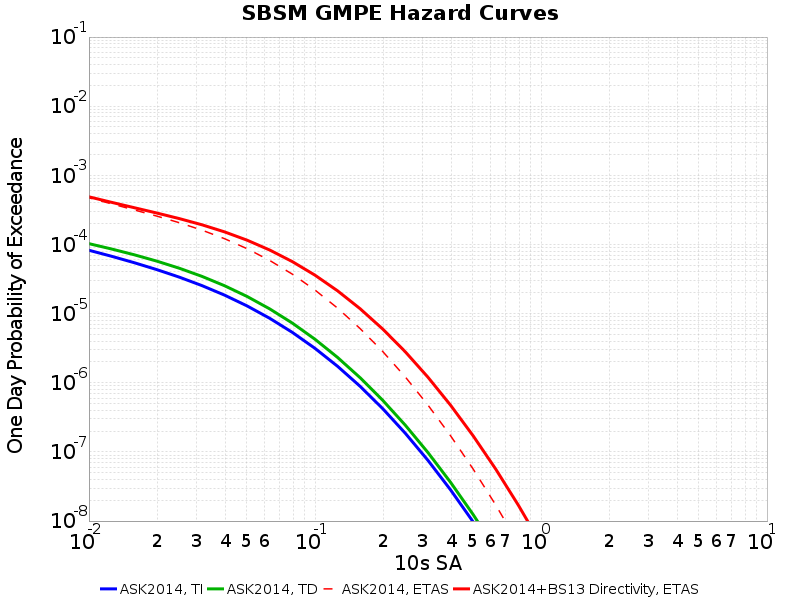 SBSM GMPE Hazard Curves
One Day Probability of Exceedance
10-1
10-2
10-3
10-4
10-5
10-6
10-7
10-8
10-2 2 3 4 5 6 10-1 2 3 4 5 6 7 100 2 3 4 5 6 7 101
10s SA
ASK2014, TI ASK2014, TD ASK2014, ETAS ASK2014+BS13 Directivity, ETAS